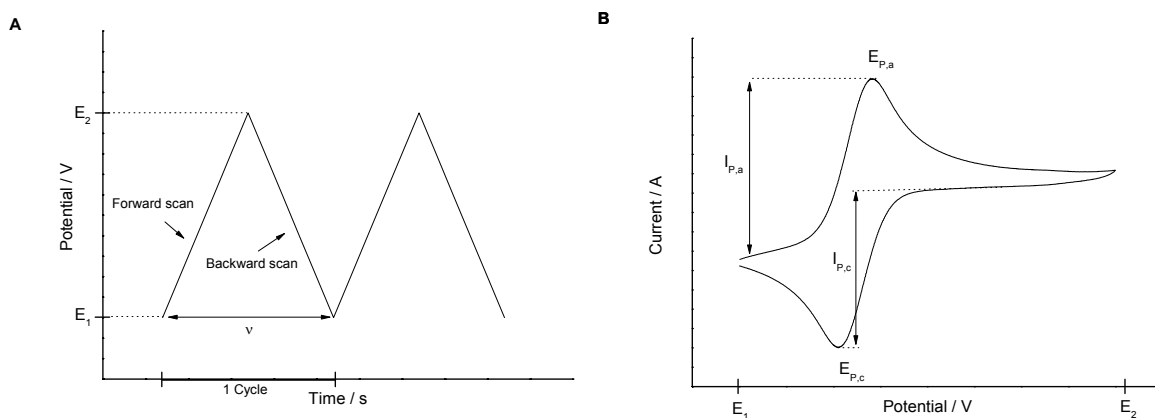 A
Potential / V
E2
E1
Forward scan
Backward scan
ν
1 Cycle
Time / s
B
Current / A
EP,a
IP,a
IP,c
EP,c
E1
E2
Potential / V